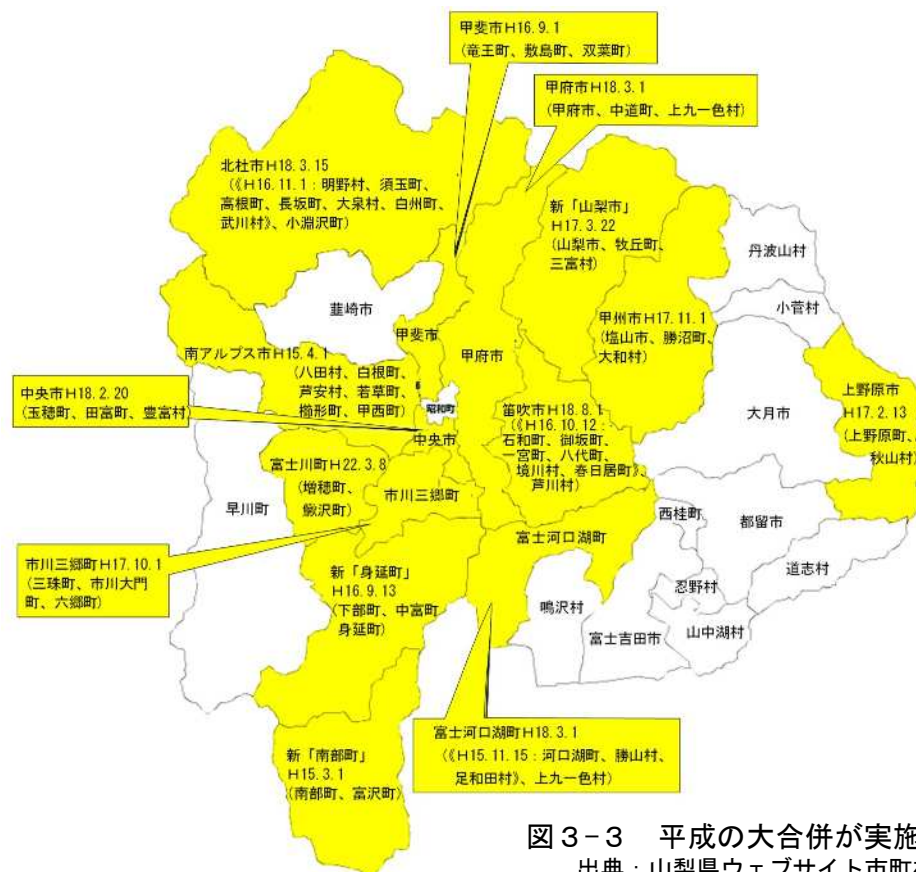 甲斐市H16.9.1
(竜王町、敷島町、双葉町)
甲府市H18.3.1
(甲府市、中道町、上九一色村)
北杜市H18.3.15
(《H16.11.1：明野村、須玉町、
高根町、長坂町、大泉村、白州町、
武川村》、小淵沢町)
新「山梨市」
H17.3.22
(山梨市、牧丘町、
三富村)
丹波山村
小菅村
韮崎市
甲斐市
甲府市
甲州市H17.11.1
(塩山市、勝沼町、
大和村)
南アルプス市H15.4.1
(八田村、白根町、
芦安村、若草町、
櫛形町、甲西町)
中央市H18.2.20
(玉穂町、田富町、豊富村)
昭和町
中央市
笛吹市H18.8.1
(《H16.10.12：
石和町、御坂町、
一宮町、八代町、
境川村、春日居町》、
芦川村)
大月市
上野原市
H17.2.13
(上野原町、
秋山村)
富士川町H22.3.8
(増穂町、
鰍沢町)
市川三郷町
早川町
富士河口湖町
西桂町
都留市
道志村
市川三郷町H17.10.1
(三珠町、市川大門
町、六郷町)
新「身延町」
H16.9.13
(下部町、中富町
身延町)
鳴沢村
忍野村
富士吉田市
山中湖村
富士河口湖町H18.3.1
(《H15.11.15：河口湖町、勝山村、
足和田村》、上九一色村)
新「南部町」
H15.3.1
(南部町、富沢町)
図3-3　平成の大合併が実施
出典：山梨県ウェブサイト市町